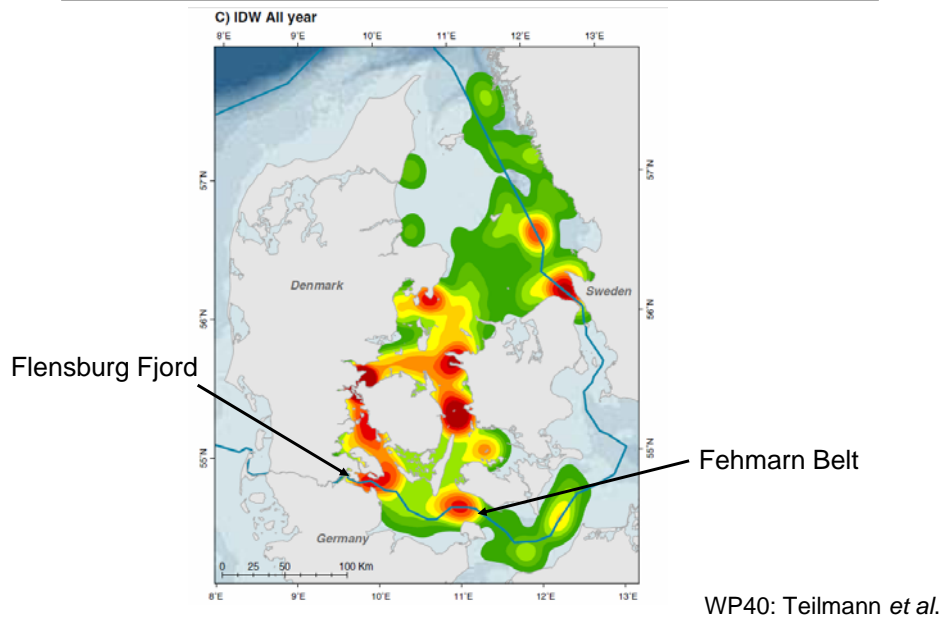 C) IDW All year
8°E 9°E 10°E 11°E 12°E 13°E
57°N 57°N
Denmark
Sweden
56°N 56°N
Flensburg Fjord
55°N 55°N
Fehmarn Belt
Germany
0 25 50 100 Km
8°E 9°E 10°E 11°E 12°E 13°E
WP40: Teilmann et al.